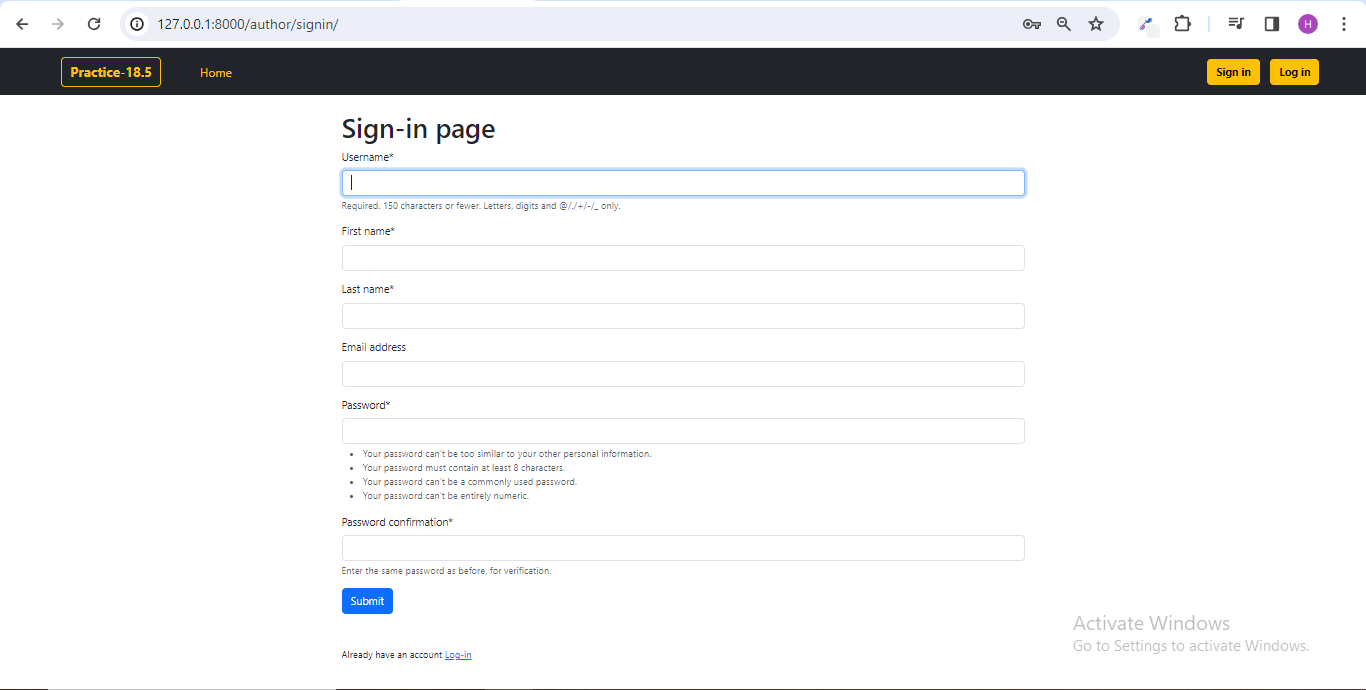 127.0.0.1:8000/author/signin/
H
Practice-18.5 Home Sign in Log in
Sign-in page
Username*
Required. 150 characters or fewer. Letters, digits and @/./+/-/_ only.
First name*
Last name*
Email address
Password*
Your password can't be too similar to your other personal information.
Your password must contain at least 8 characters.
Your password can't be a commonly used password.
Your password can't be entirely numeric.
Password confirmation*
Enter the same password as before, for verification.
Submit
Already have an account Log-in
Activate Windows
Go to Settings to activate Windows.